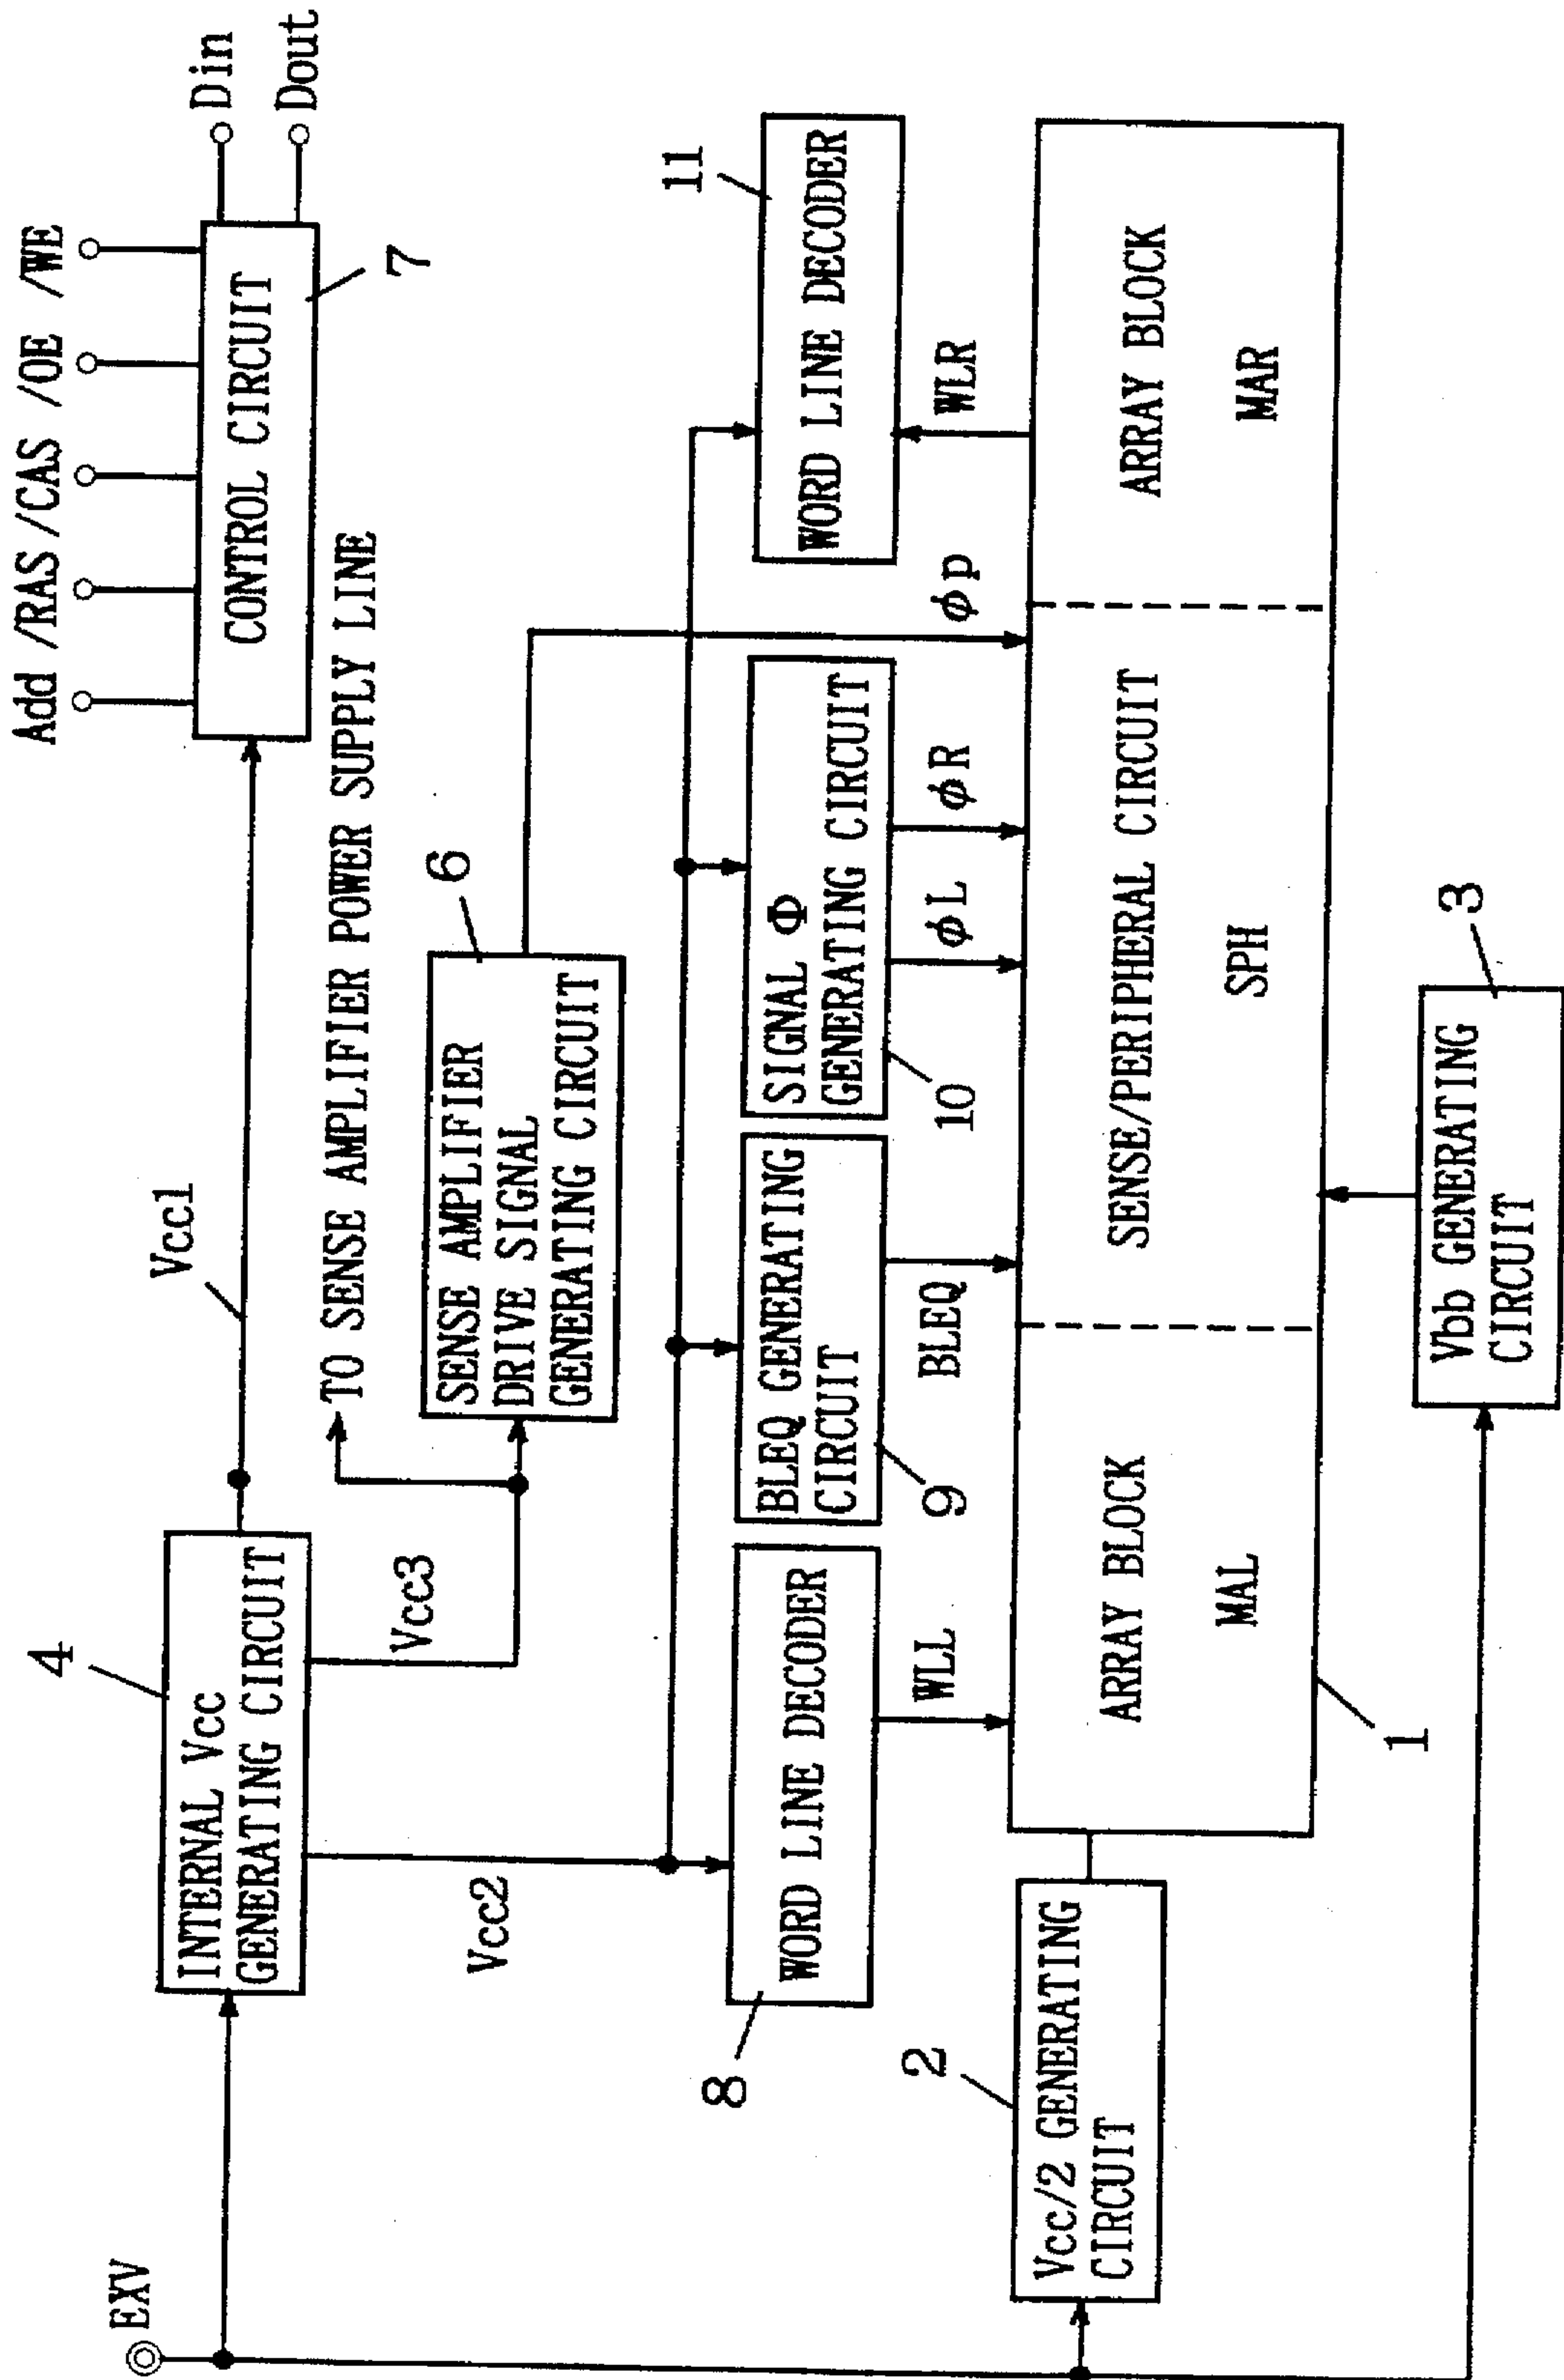 EXV
4
INTERNAL Vcc
GENERATING CIRCUIT
Vcc1
Add /RAS /CAS /OE /WE
CONTROL CIRCUIT
7
Din
Dout
Vcc3
TO SENSE AMPLIFIER POWER SUPPLY LINE
6
SENSE AMPLIFIER
DRIVE SIGNAL
GENERATING CIRCUIT
Vcc2
8
WORD LINE DECODER
WLL
BLEQ GENERATING
CIRCUIT
9
BLEQ
SIGNAL Φ
GENERATING CIRCUIT
10
ϕL
ϕR
ϕp
11
WORD LINE DECODER
WLR
2
Vcc/2 GENERATING
CIRCUIT
ARRAY BLOCK
MAL
SENSE/PERIPHERAL CIRCUIT
SPH
ARRAY BLOCK
MAR
1
3
Vbb GENERATING
CIRCUIT